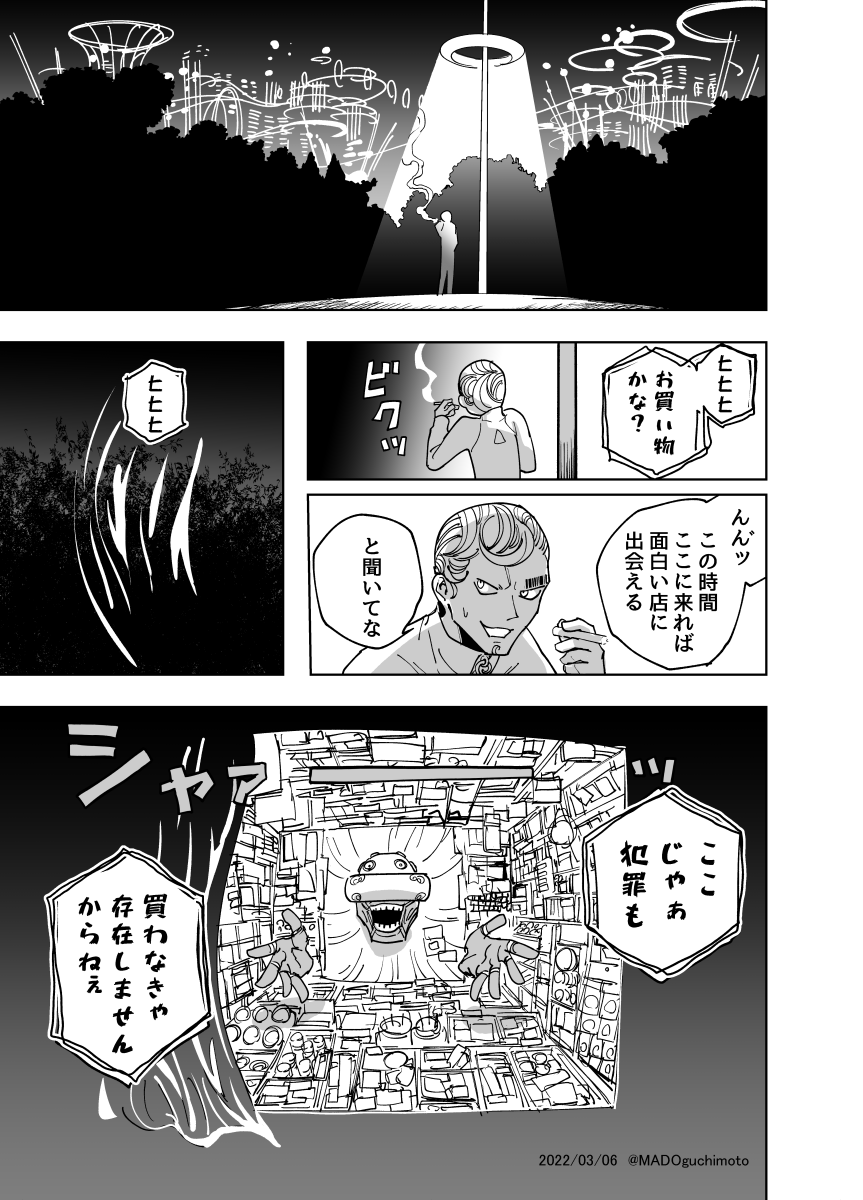 ヒヒヒ
お買い物
かな？
ビクッ
ヒヒヒ
んん゛ッ
この時間
ここに来れば
面白い店に
出会える
と聞いてな
シャァッ
ここ
じゃぁ
犯罪も
買わなきゃ
存在しません
からねぇ
2022/03/06 @MADOguchimoto